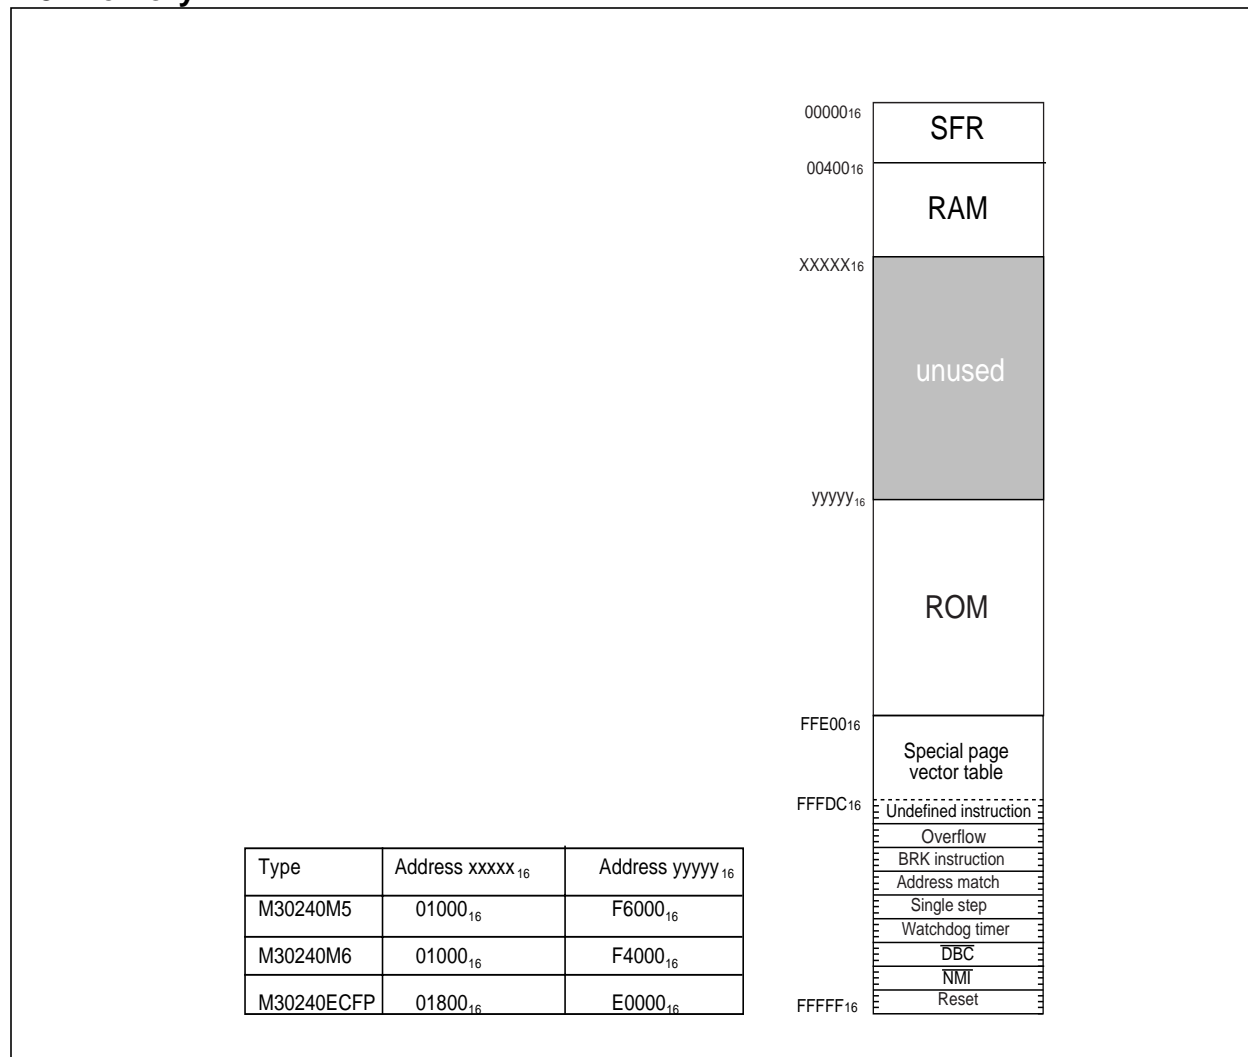 00000₁₆
SFR
00400₁₆
RAM
XXXXX₁₆
unused
yyyyy₁₆
ROM
FFE00₁₆
Special page
vector table
FFFDC₁₆
Undefined instruction
Overflow
BRK instruction
Address match
Single step
Watchdog timer
D̅B̅C̅
N̅M̅I̅
Reset
FFFFF₁₆
Type Address xxxxx₁₆ Address yyyyy₁₆
M30240M5 01000₁₆ F6000₁₆
M30240M6 01000₁₆ F4000₁₆
M30240ECFP 01800₁₆ E0000₁₆